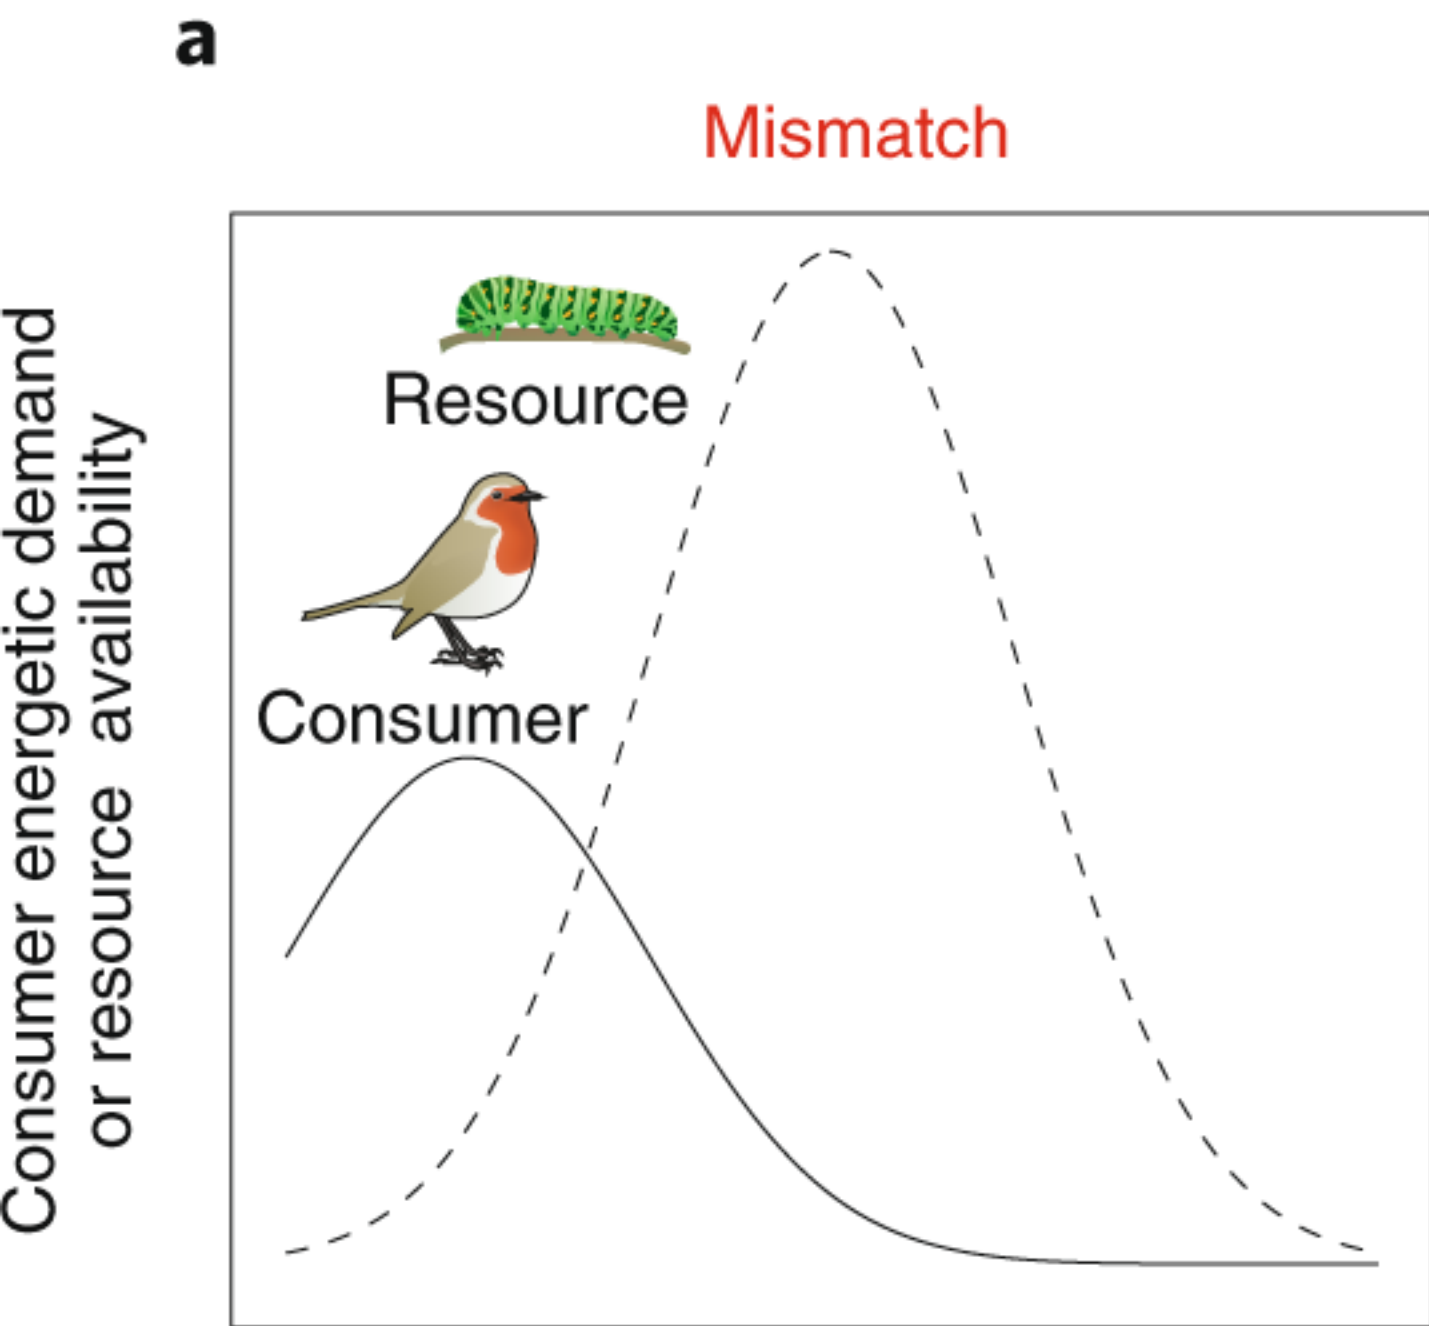 a
Mismatch
Consumer energetic demand
or resource availability
Resource
Consumer